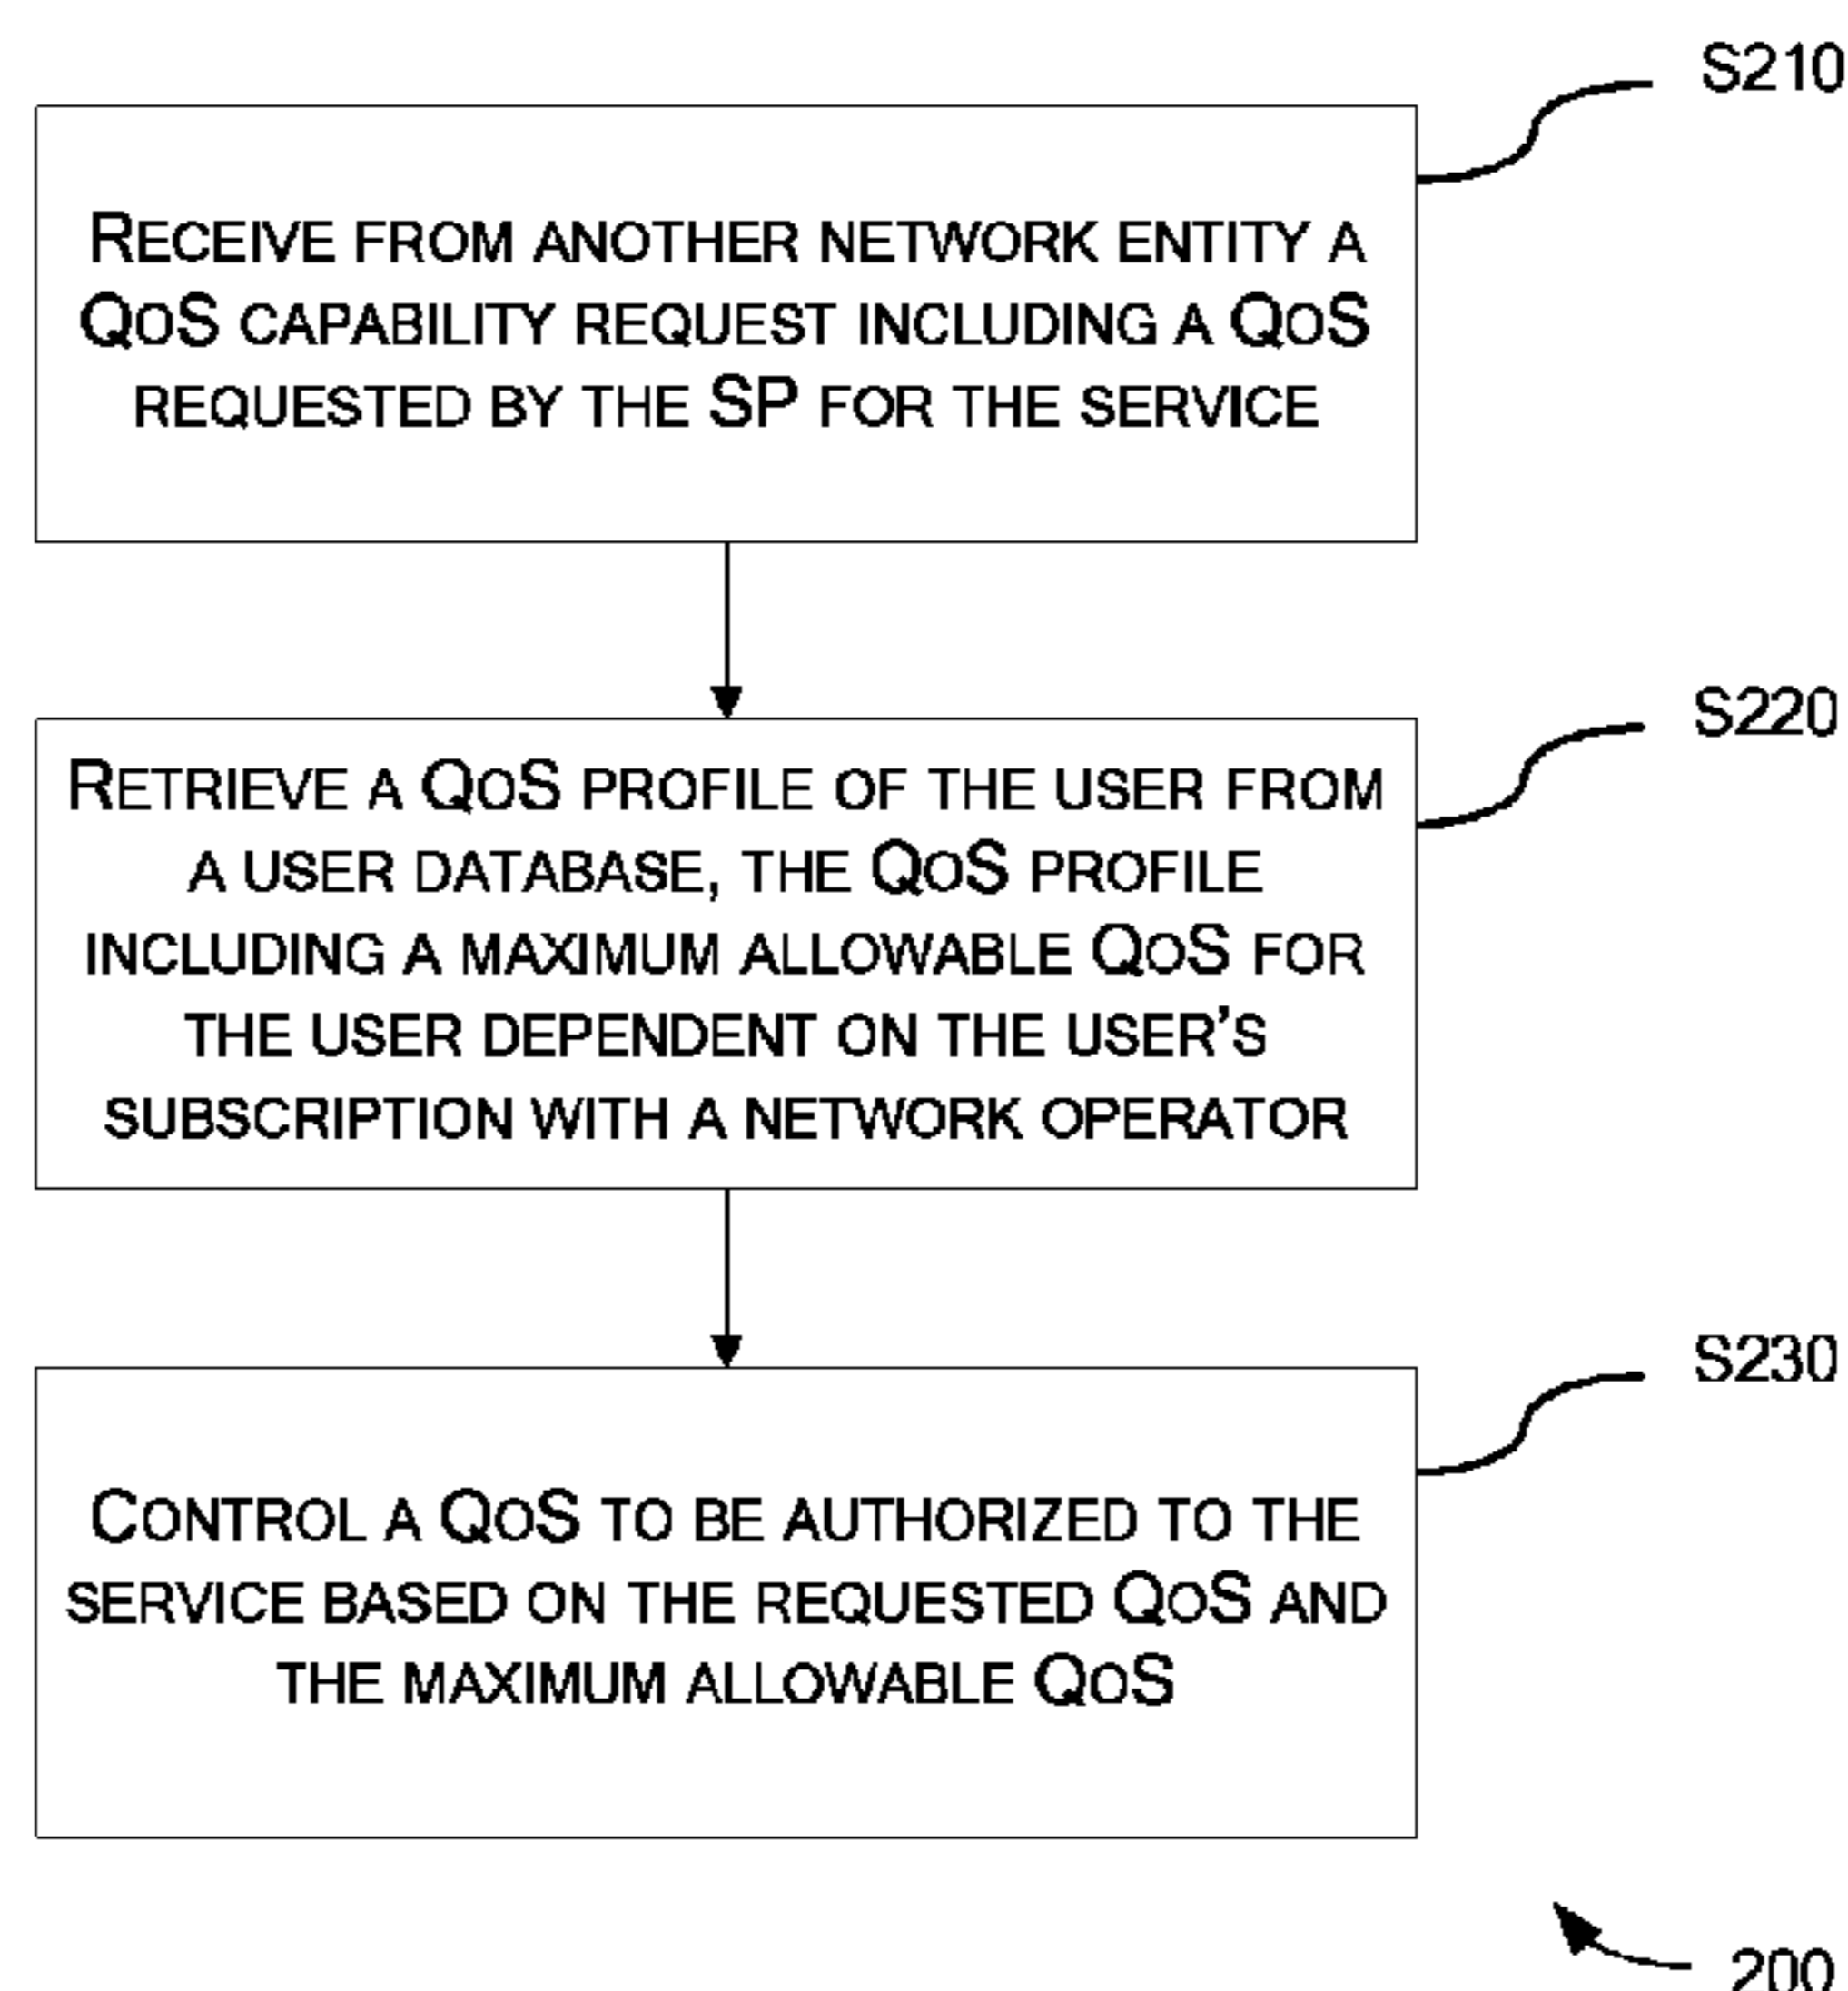 S210
RECEIVE FROM ANOTHER NETWORK ENTITY A
QOS CAPABILITY REQUEST INCLUDING A QOS
REQUESTED BY THE SP FOR THE SERVICE
S220
RETRIEVE A QOS PROFILE OF THE USER FROM
A USER DATABASE, THE QOS PROFILE
INCLUDING A MAXIMUM ALLOWABLE QOS FOR
THE USER DEPENDENT ON THE USER'S
SUBSCRIPTION WITH A NETWORK OPERATOR
S230
CONTROL A QOS TO BE AUTHORIZED TO THE
SERVICE BASED ON THE REQUESTED QOS AND
THE MAXIMUM ALLOWABLE QOS
200